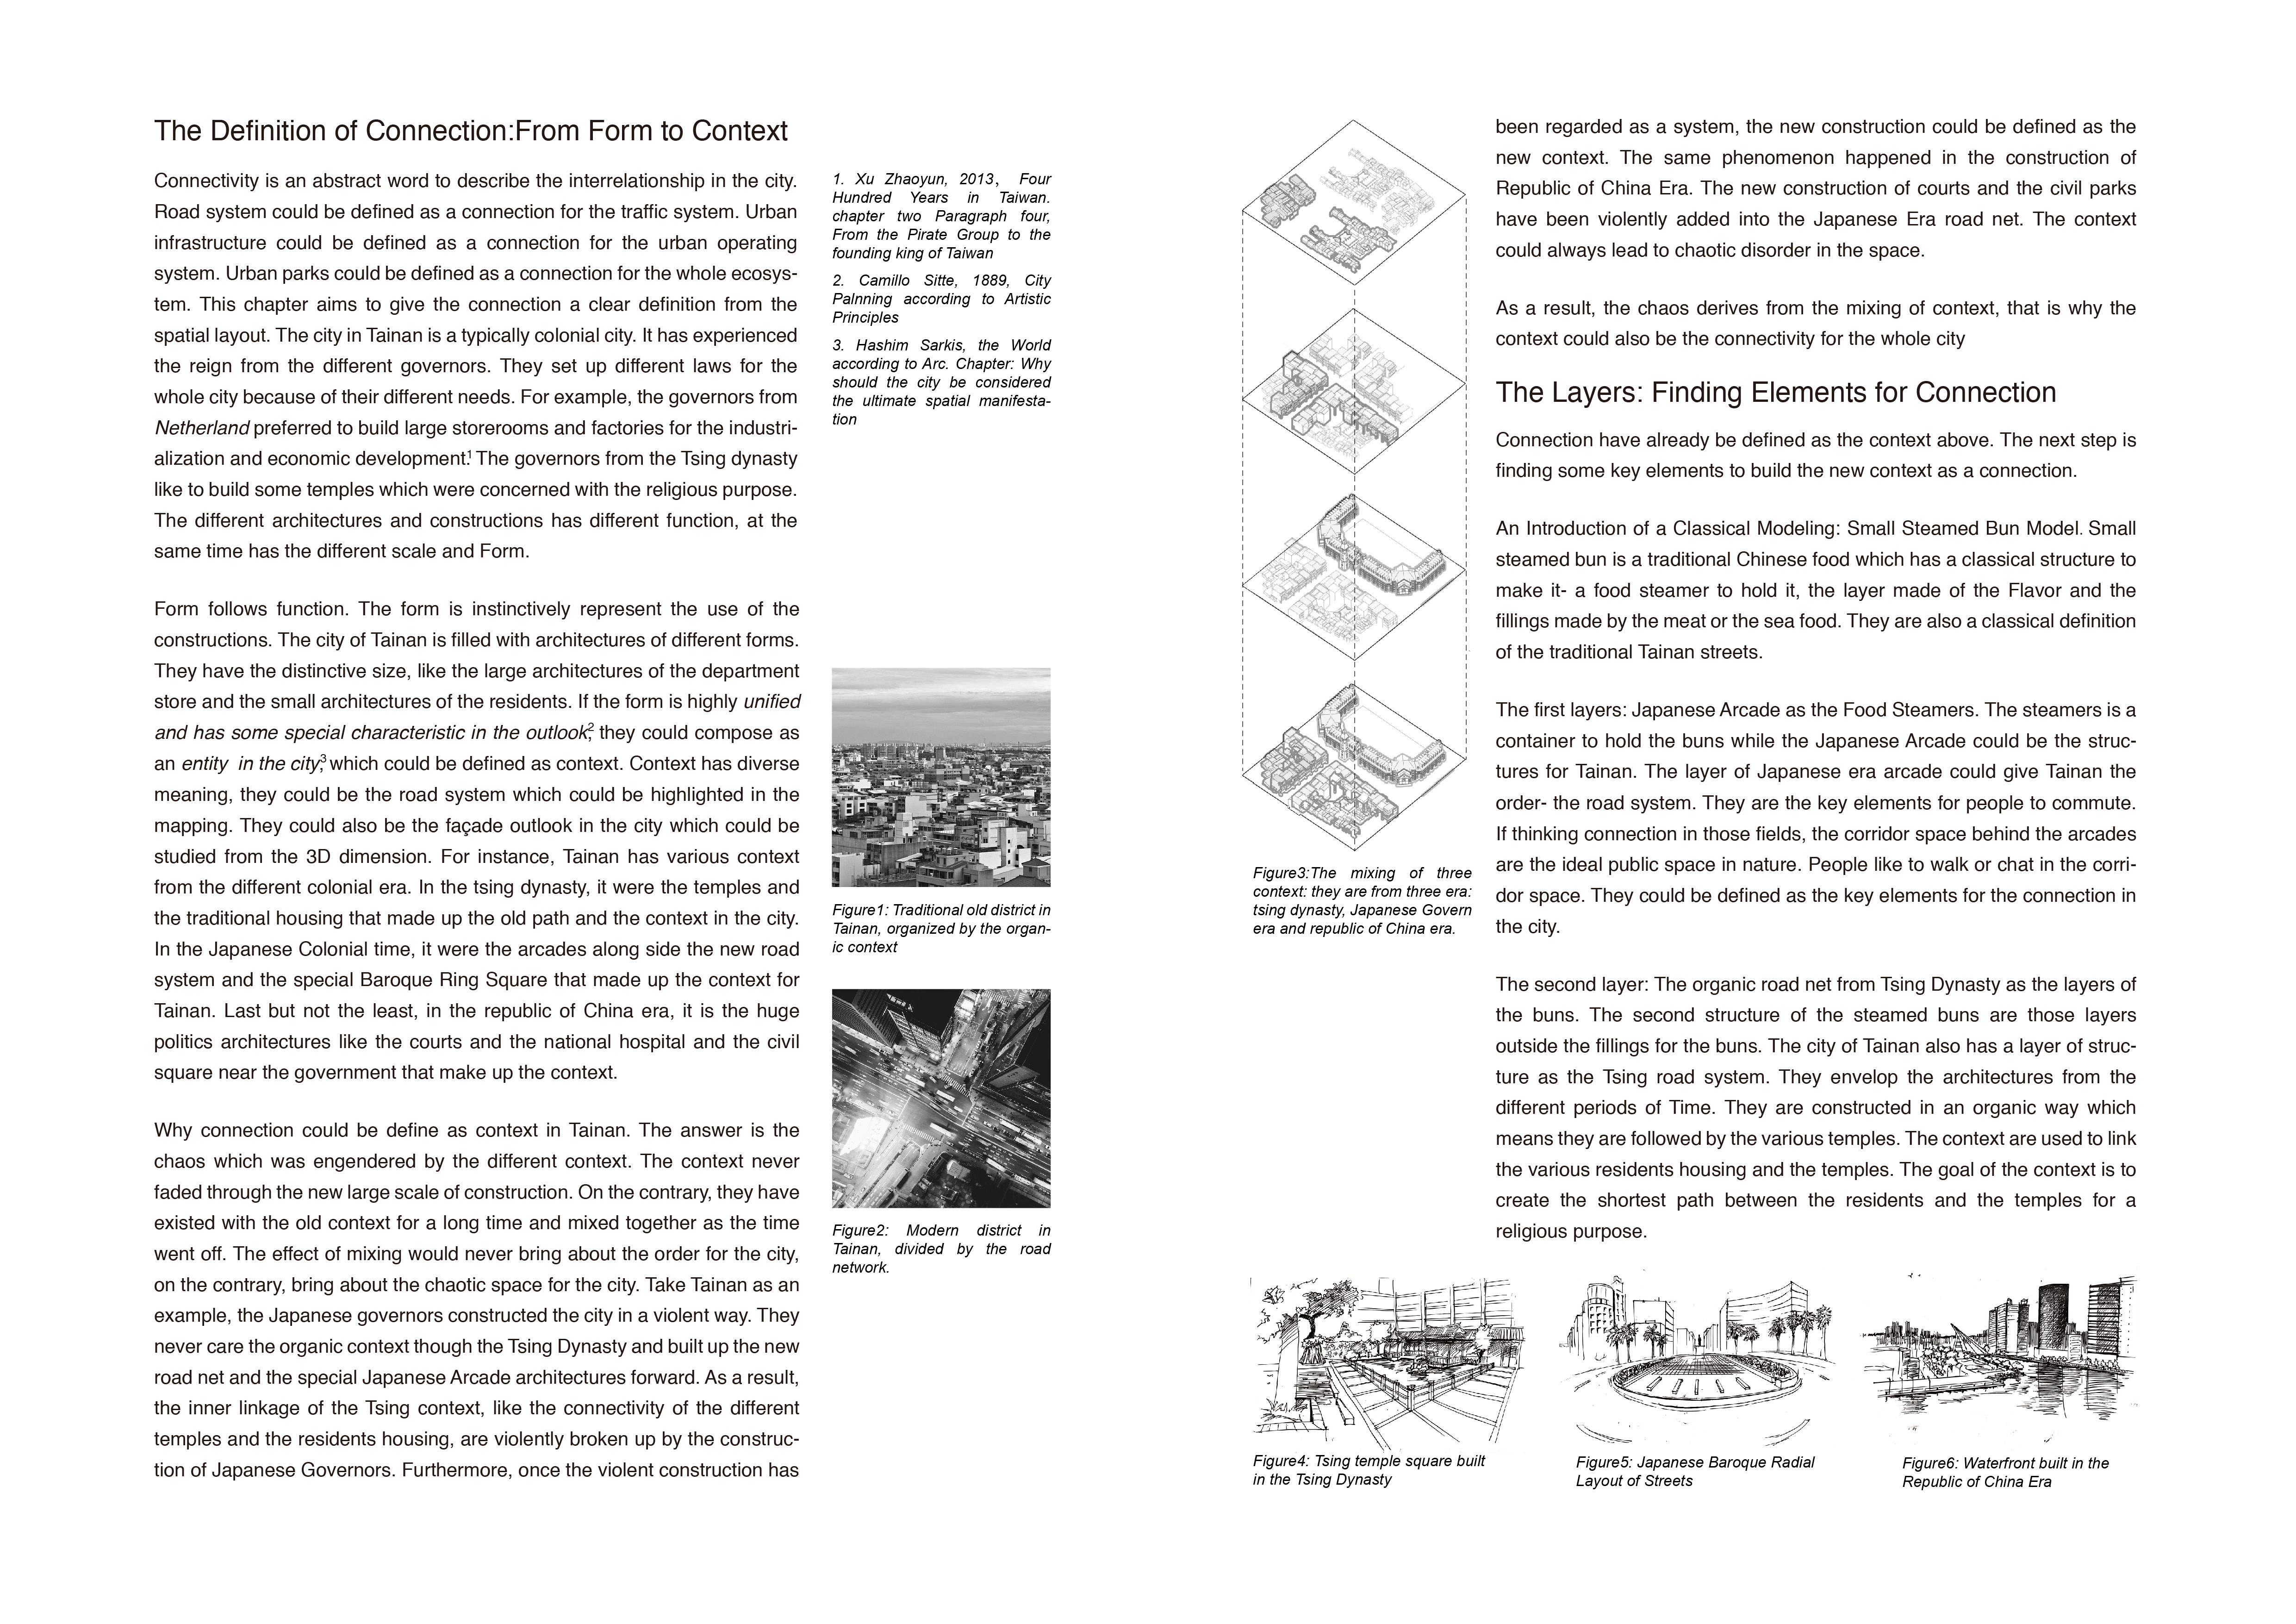 The Definition of Connection:From Form to Context
Connectivity is an abstract word to describe the interrelationship in the city.
Road system could be defined as a connection for the traffic system. Urban
infrastructure could be defined as a connection for the urban operating
system. Urban parks could be defined as a connection for the whole ecosys-
tem. This chapter aims to give the connection a clear definition from the
spatial layout. The city in Tainan is a typically colonial city. It has experienced
the reign from the different governors. They set up different laws for the
whole city because of their different needs. For example, the governors from
Netherland preferred to build large storerooms and factories for the industri-
alization and economic development.1 The governors from the Tsing dynasty
like to build some temples which were concerned with the religious purpose.
The different architectures and constructions has different function, at the
same time has the different scale and Form.
Form follows function. The form is instinctively represent the use of the
constructions. The city of Tainan is filled with architectures of different forms.
They have the distinctive size, like the large architectures of the department
store and the small architectures of the residents. If the form is highly unified
and has some special characteristic in the outlook,2 they could compose as
an entity in the city,3 which could be defined as context. Context has diverse
meaning, they could be the road system which could be highlighted in the
mapping. They could also be the façade outlook in the city which could be
studied from the 3D dimension. For instance, Tainan has various context
from the different colonial era. In the tsing dynasty, it were the temples and
the traditional housing that made up the old path and the context in the city.
In the Japanese Colonial time, it were the arcades along side the new road
system and the special Baroque Ring Square that made up the context for
Tainan. Last but not the least, in the republic of China era, it is the huge
politics architectures like the courts and the national hospital and the civil
square near the government that make up the context.
Why connection could be define as context in Tainan. The answer is the
chaos which was engendered by the different context. The context never
faded through the new large scale of construction. On the contrary, they have
existed with the old context for a long time and mixed together as the time
went off. The effect of mixing would never bring about the order for the city,
on the contrary, bring about the chaotic space for the city. Take Tainan as an
example, the Japanese governors constructed the city in a violent way. They
never care the organic context though the Tsing Dynasty and built up the new
road net and the special Japanese Arcade architectures forward. As a result,
the inner linkage of the Tsing context, like the connectivity of the different
temples and the residents housing, are violently broken up by the construc-
tion of Japanese Governors. Furthermore, once the violent construction has
1. Xu Zhaoyun, 2013, Four
Hundred Years in Taiwan.
chapter two Paragraph four,
From the Pirate Group to the
founding king of Taiwan
2. Camillo Sitte, 1889, City
Palnning according to Artistic
Principles
3. Hashim Sarkis, the World
according to Arc. Chapter: Why
should the city be considered
the ultimate spatial manifesta-
tion
Figure1: Traditional old district in
Tainan, organized by the organ-
ic context
Figure2: Modern district in
Tainan, divided by the road
network.
Figure3:The mixing of three
context: they are from three era:
tsing dynasty, Japanese Govern
era and republic of China era.
been regarded as a system, the new construction could be defined as the
new context. The same phenomenon happened in the construction of
Republic of China Era. The new construction of courts and the civil parks
have been violently added into the Japanese Era road net. The context
could always lead to chaotic disorder in the space.
As a result, the chaos derives from the mixing of context, that is why the
context could also be the connectivity for the whole city
The Layers: Finding Elements for Connection
Connection have already be defined as the context above. The next step is
finding some key elements to build the new context as a connection.
An Introduction of a Classical Modeling: Small Steamed Bun Model. Small
steamed bun is a traditional Chinese food which has a classical structure to
make it- a food steamer to hold it, the layer made of the Flavor and the
fillings made by the meat or the sea food. They are also a classical definition
of the traditional Tainan streets.
The first layers: Japanese Arcade as the Food Steamers. The steamers is a
container to hold the buns while the Japanese Arcade could be the struc-
tures for Tainan. The layer of Japanese era arcade could give Tainan the
order- the road system. They are the key elements for people to commute.
If thinking connection in those fields, the corridor space behind the arcades
are the ideal public space in nature. People like to walk or chat in the corri-
dor space. They could be defined as the key elements for the connection in
the city.
The second layer: The organic road net from Tsing Dynasty as the layers of
the buns. The second structure of the steamed buns are those layers
outside the fillings for the buns. The city of Tainan also has a layer of struc-
ture as the Tsing road system. They envelop the architectures from the
different periods of Time. They are constructed in an organic way which
means they are followed by the various temples. The context are used to link
the various residents housing and the temples. The goal of the context is to
create the shortest path between the residents and the temples for a
religious purpose.
Figure4: Tsing temple square built
in the Tsing Dynasty
Figure5: Japanese Baroque Radial
Layout of Streets
Figure6: Waterfront built in the
Republic of China Era